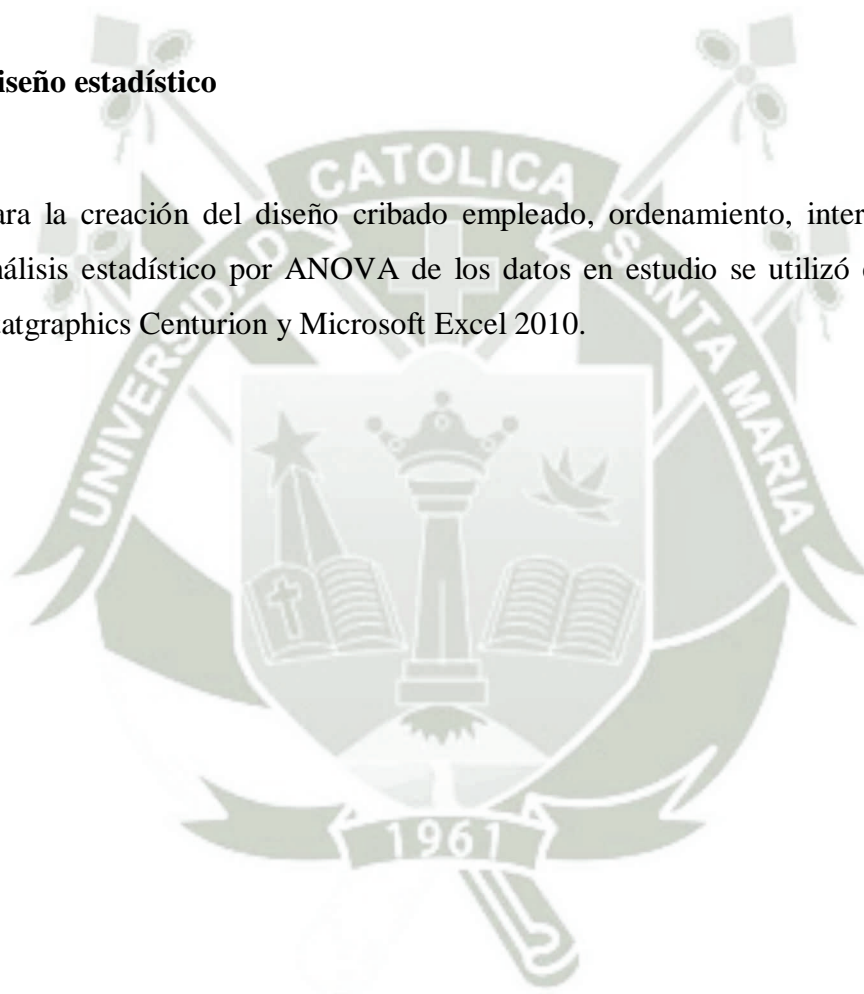 iseño estadístico
CATOLICA
ara la creación del diseño cribado empleado, ordenamiento, inter
nálisis estadístico por ANOVA de los datos en estudio se utilizó
tatgraphics Centurion y Microsoft Excel 2010.
UNIVERSIDAD
SANTA MARIA
1961